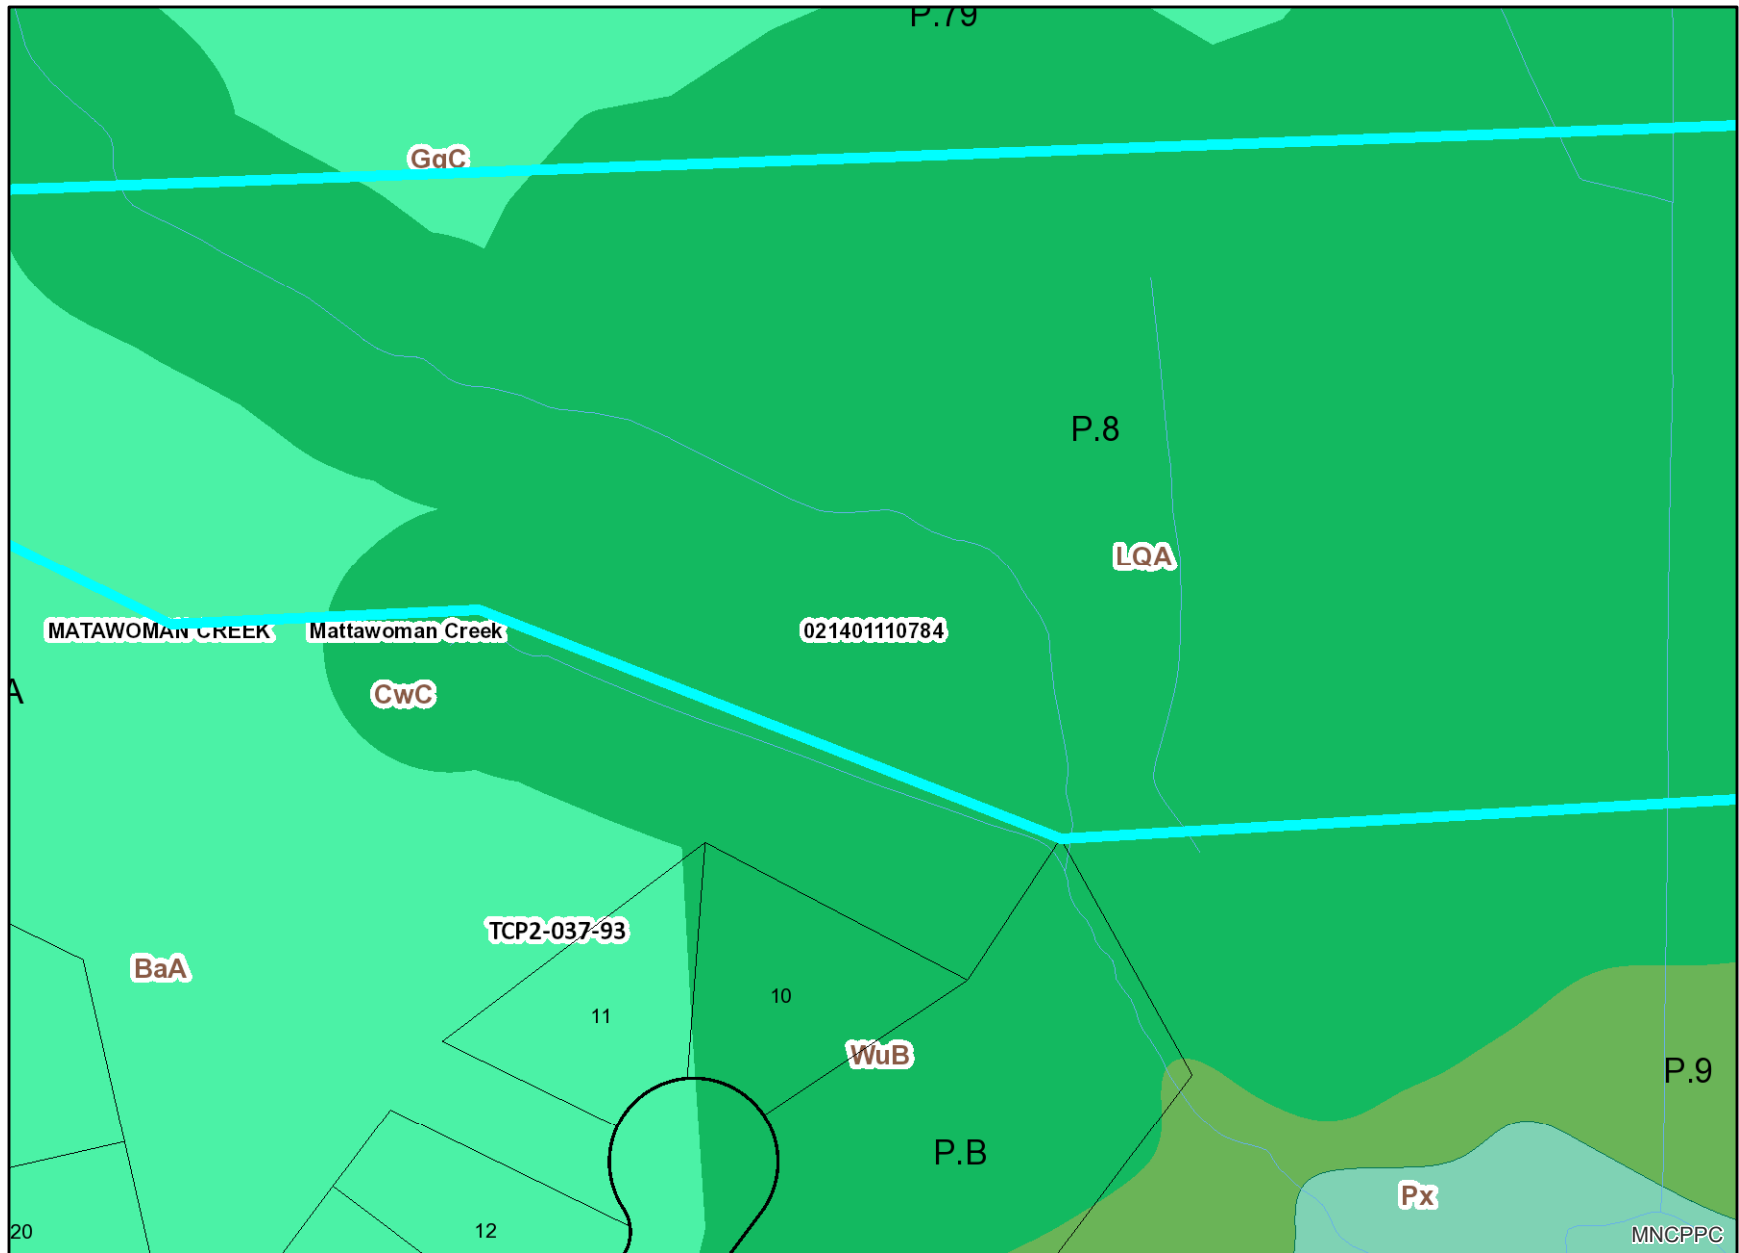 P.79
GgC
P.8
LQA
MATAWOMAN CREEK
Mattawoman Creek
021401110784
A
CwC
TCP2-037-93
BaA
10
11
WuB
P.9
P.B
Px
20
12
MNCPPC